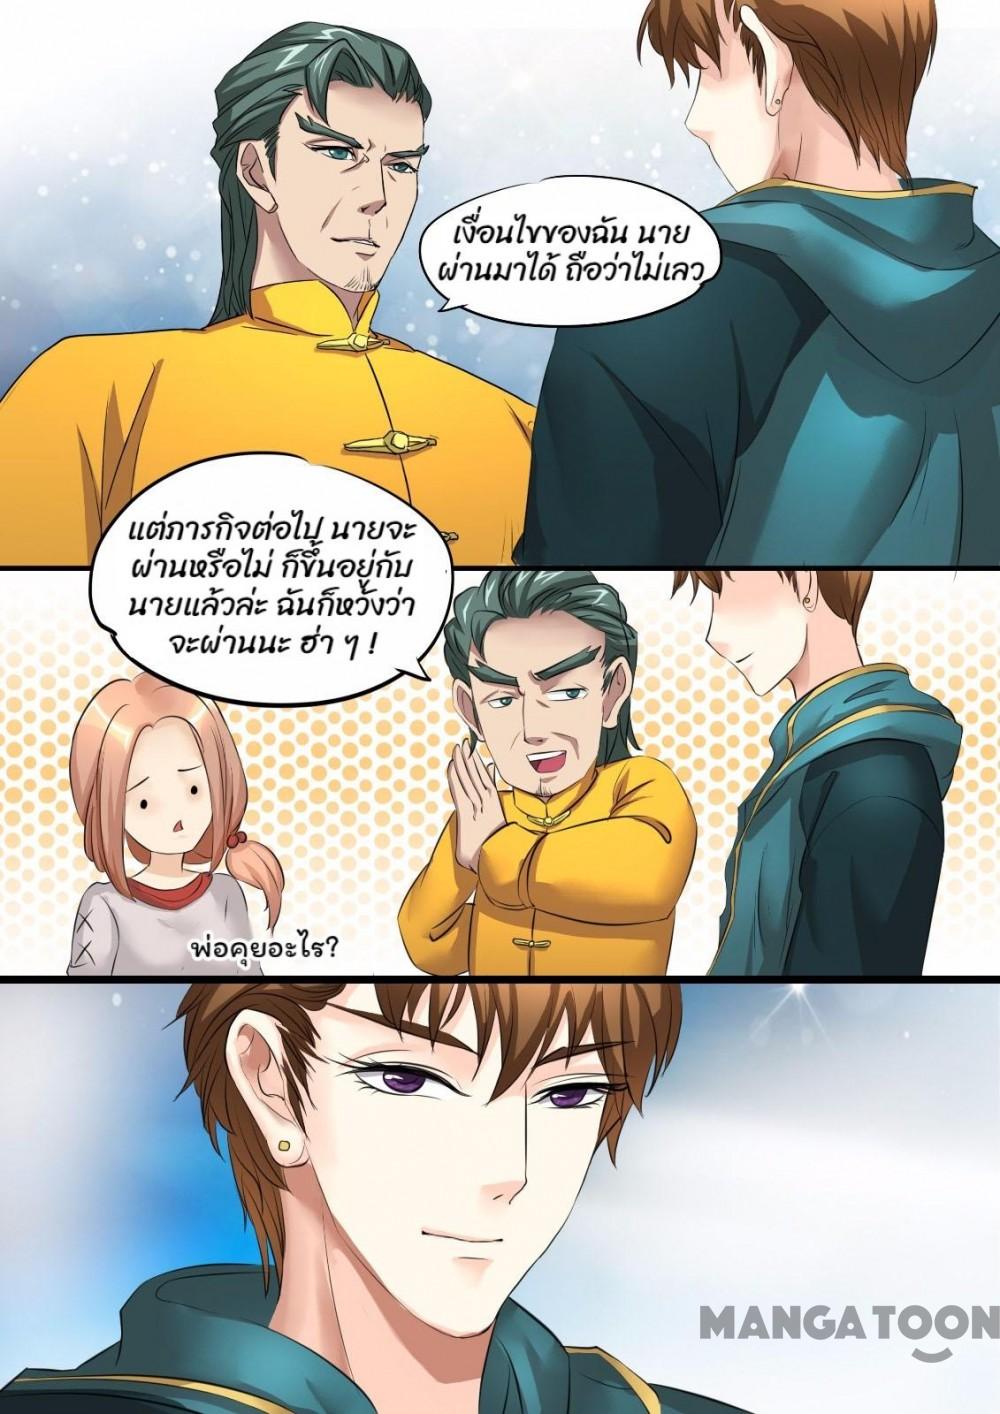 เงื่อนไขของฉัน นาย
ผ่านมาได้ ถือว่าไม่เลว
แต่ภารกิจต่อไป นายจะ
ผ่านหรือไม่ ก็ขึ้นอยู่กับ
นายแล้วล่ะ ฉันก็หวังว่า
จะผ่านนะ ฮ่า ๆ !
พ่อคุยอะไร?
MANGATOON